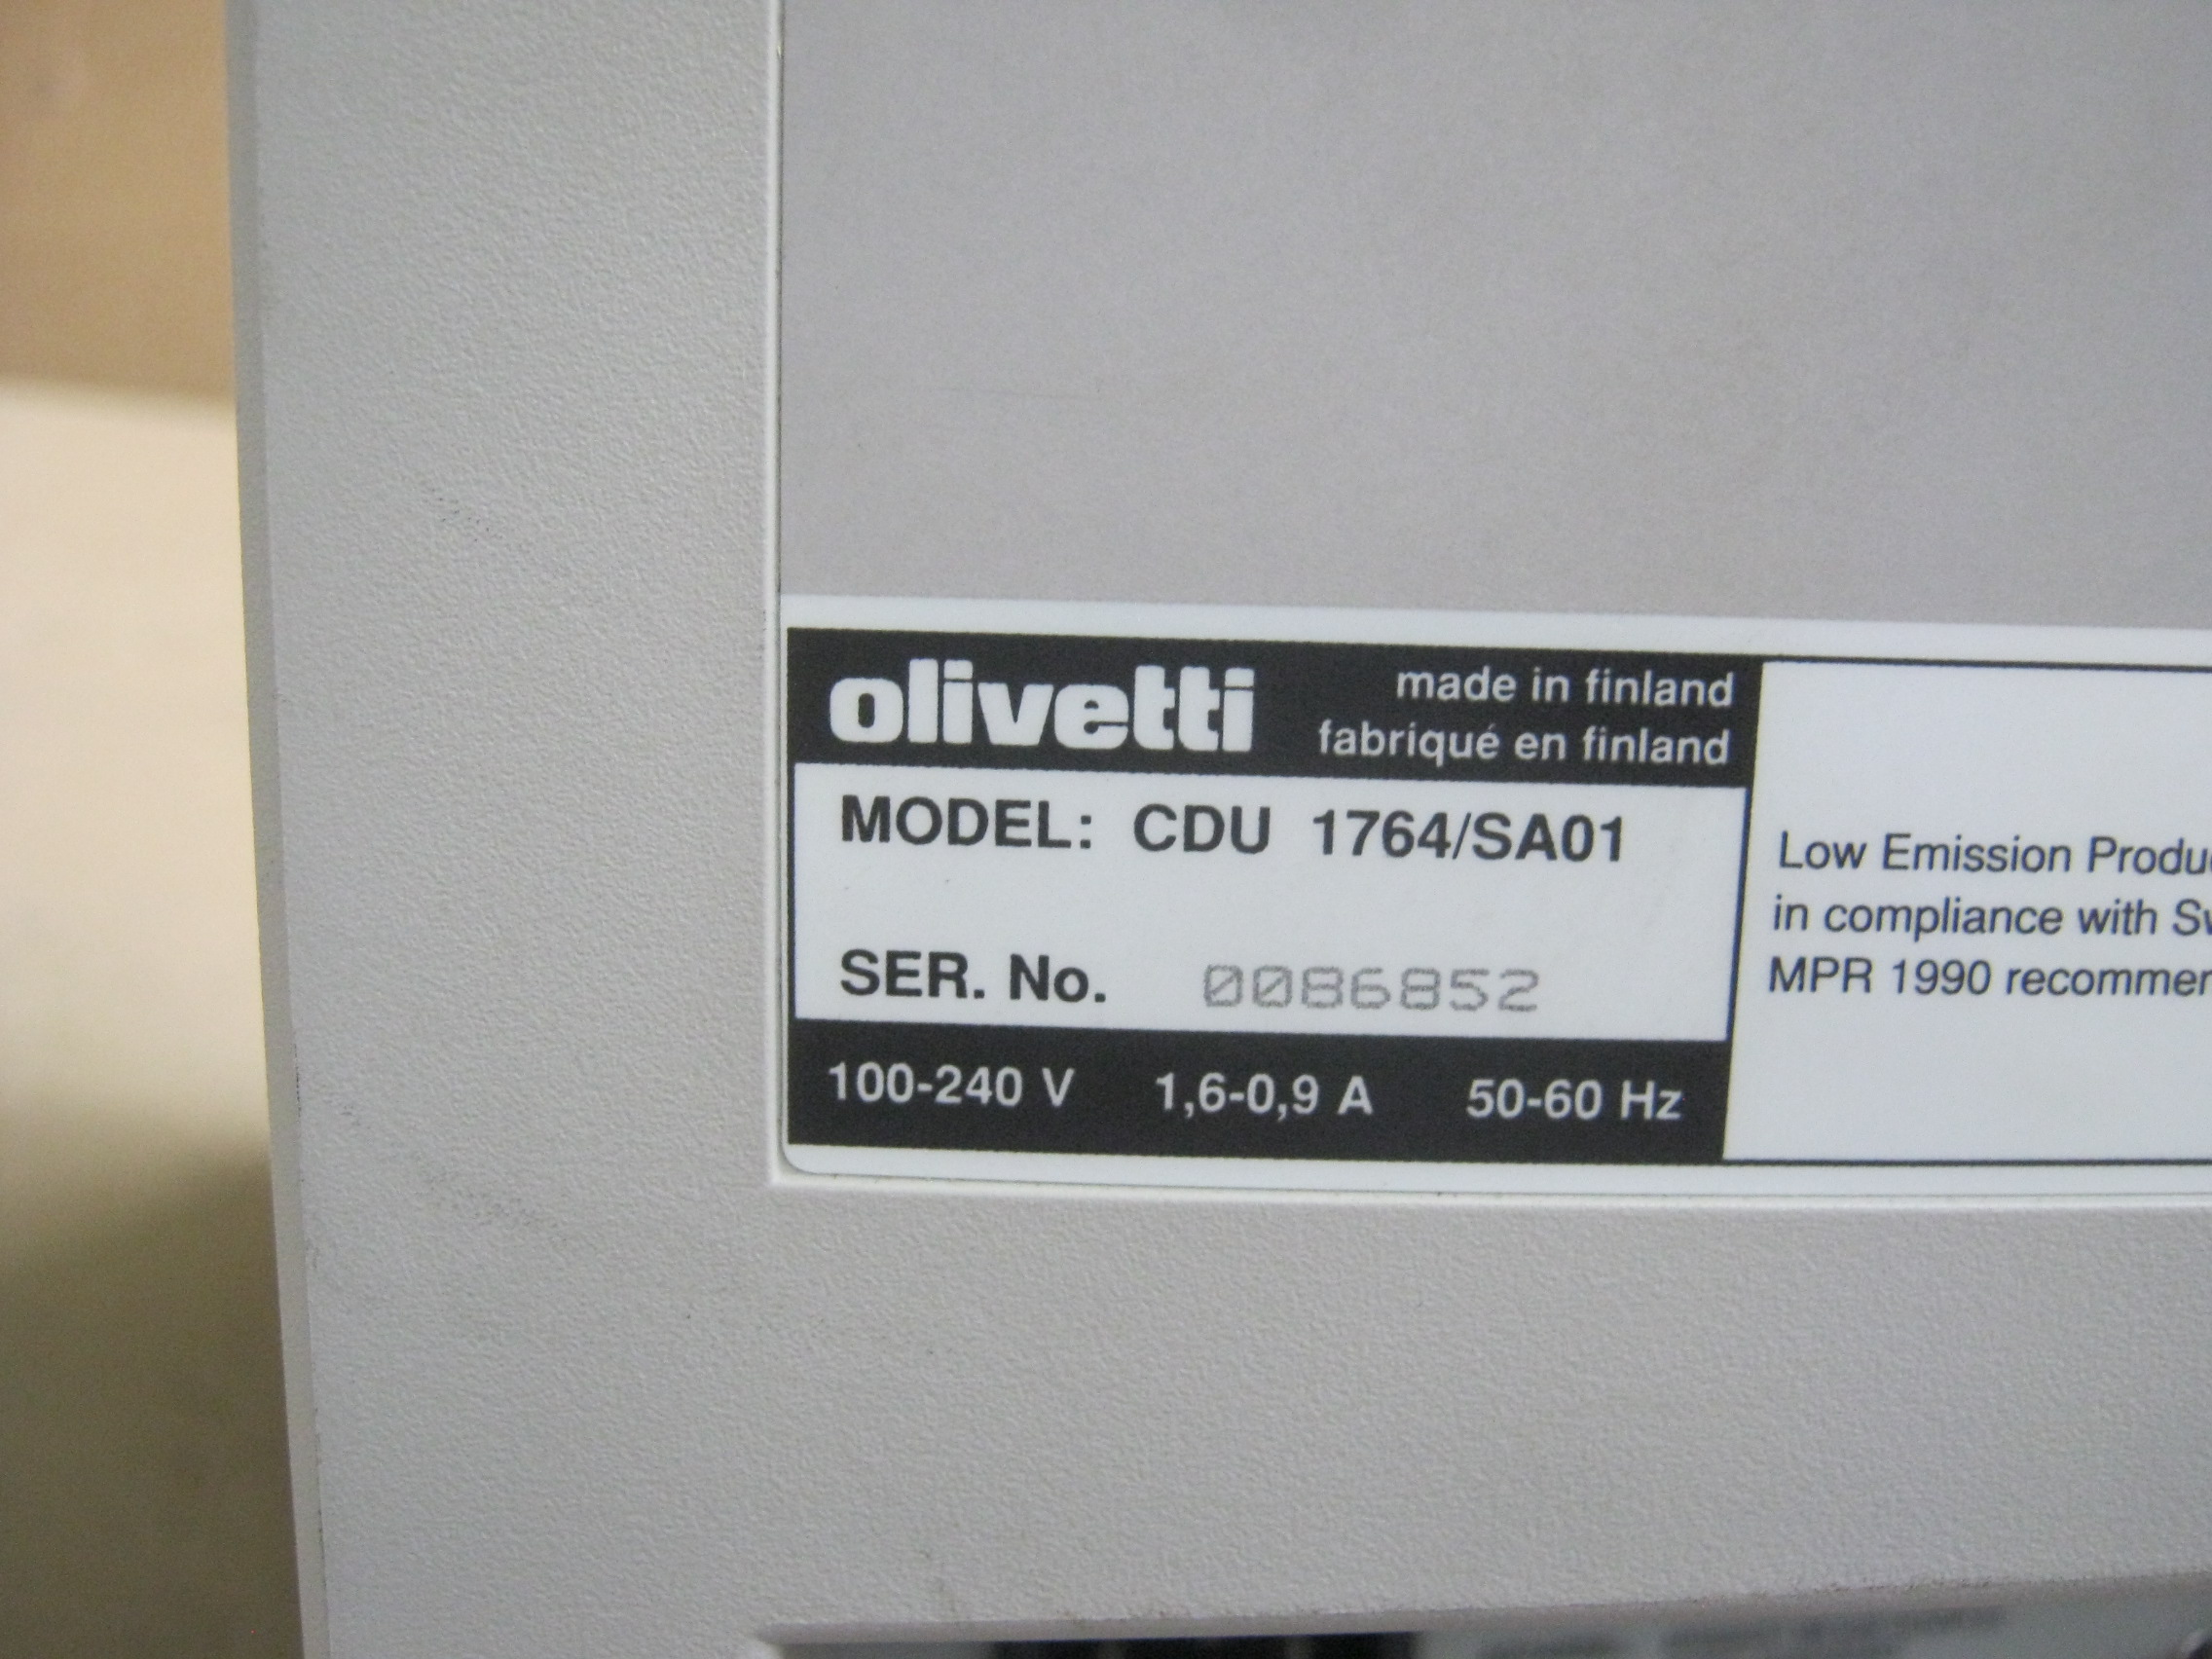 olivetti
made in finland
fabriqué en finland
MODEL: CDU 1764/SA01
SER. No. 0086852
100-240 V 1,6-0,9 A 50-60 Hz
Low Emission
in compliance with
MPR 1990